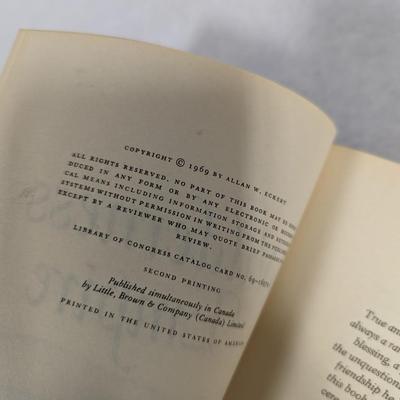 COPYRIGHT © 1969 BY ALLAN W. ECKERT
ALL RIGHTS RESERVED. NO PART OF THIS BOOK MAY BE
DUCED IN ANY FORM OR BY ANY ELECTRONIC OR
CAL MEANS INCLUDING INFORMATION STORAGE AND
SYSTEMS WITHOUT PERMISSION IN WRITING FROM THE
EXCEPT BY A REVIEWER WHO MAY QUOTE BRIEF
REVIEW.
LIBRARY OF CONGRESS CATALOG CARD NO.
SECOND PRINTING
Published simultaneously in Canada
by Little, Brown & Company (Canada) Limited
PRINTED IN THE UNITED STATES OF AMERICA
True and
always a
blessing,
the
friendship he
this book